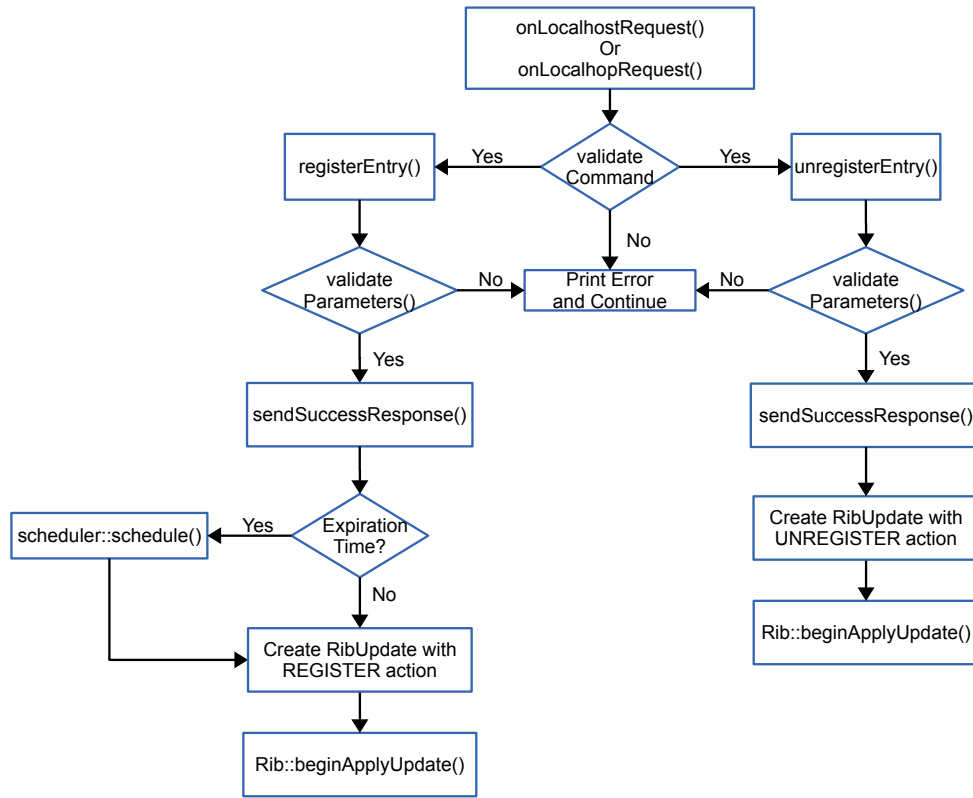 onLocalhostRequest()
Or
onLocalhopRequest()
registerEntry()
Yes
validate
Command
Yes
unregisterEntry()
No
validate
Parameters()
No
Print Error
and Continue
No
validate
Parameters()
Yes
Yes
sendSuccessResponse()
sendSuccessResponse()
scheduler::schedule()
Yes
Expiration
Time?
Create RibUpdate with
UNREGISTER action
No
Create RibUpdate with
REGISTER action
Rib::beginApplyUpdate()
Rib::beginApplyUpdate()